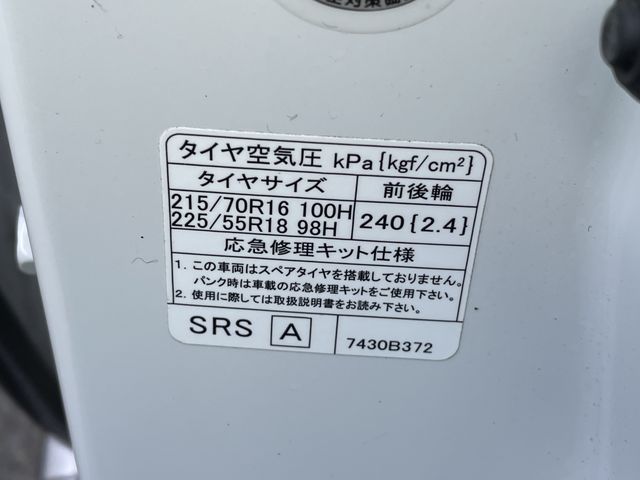 タイヤ空気圧 kPa{kgf/cm²}
タイヤサイズ 前後輪
215/70R16 100H
225/55R18 98H
240{2.4}
応急修理キット仕様
1. この車両はスペアタイヤを搭載しておりません。
パンク時は車載の応急修理キットをご使用下さい。
2. 使用に際しては取扱説明書をお読み下さい。
SRS A 7430B372